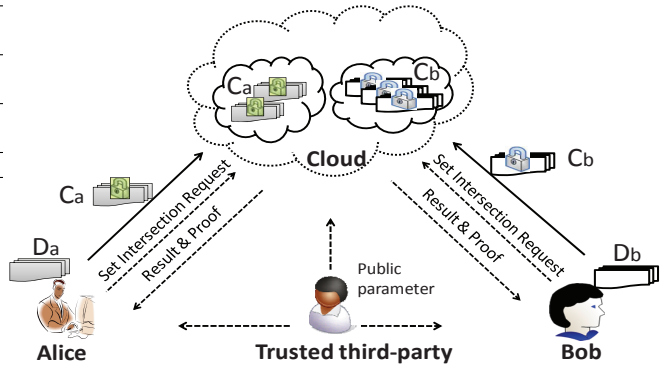 Ca
Cb
Cloud
Ca
Cb
Set Intersection Request
Result & Proof
Set Intersection Request
Result & Proof
Da
Db
Public
parameter
Alice
Trusted third-party
Bob